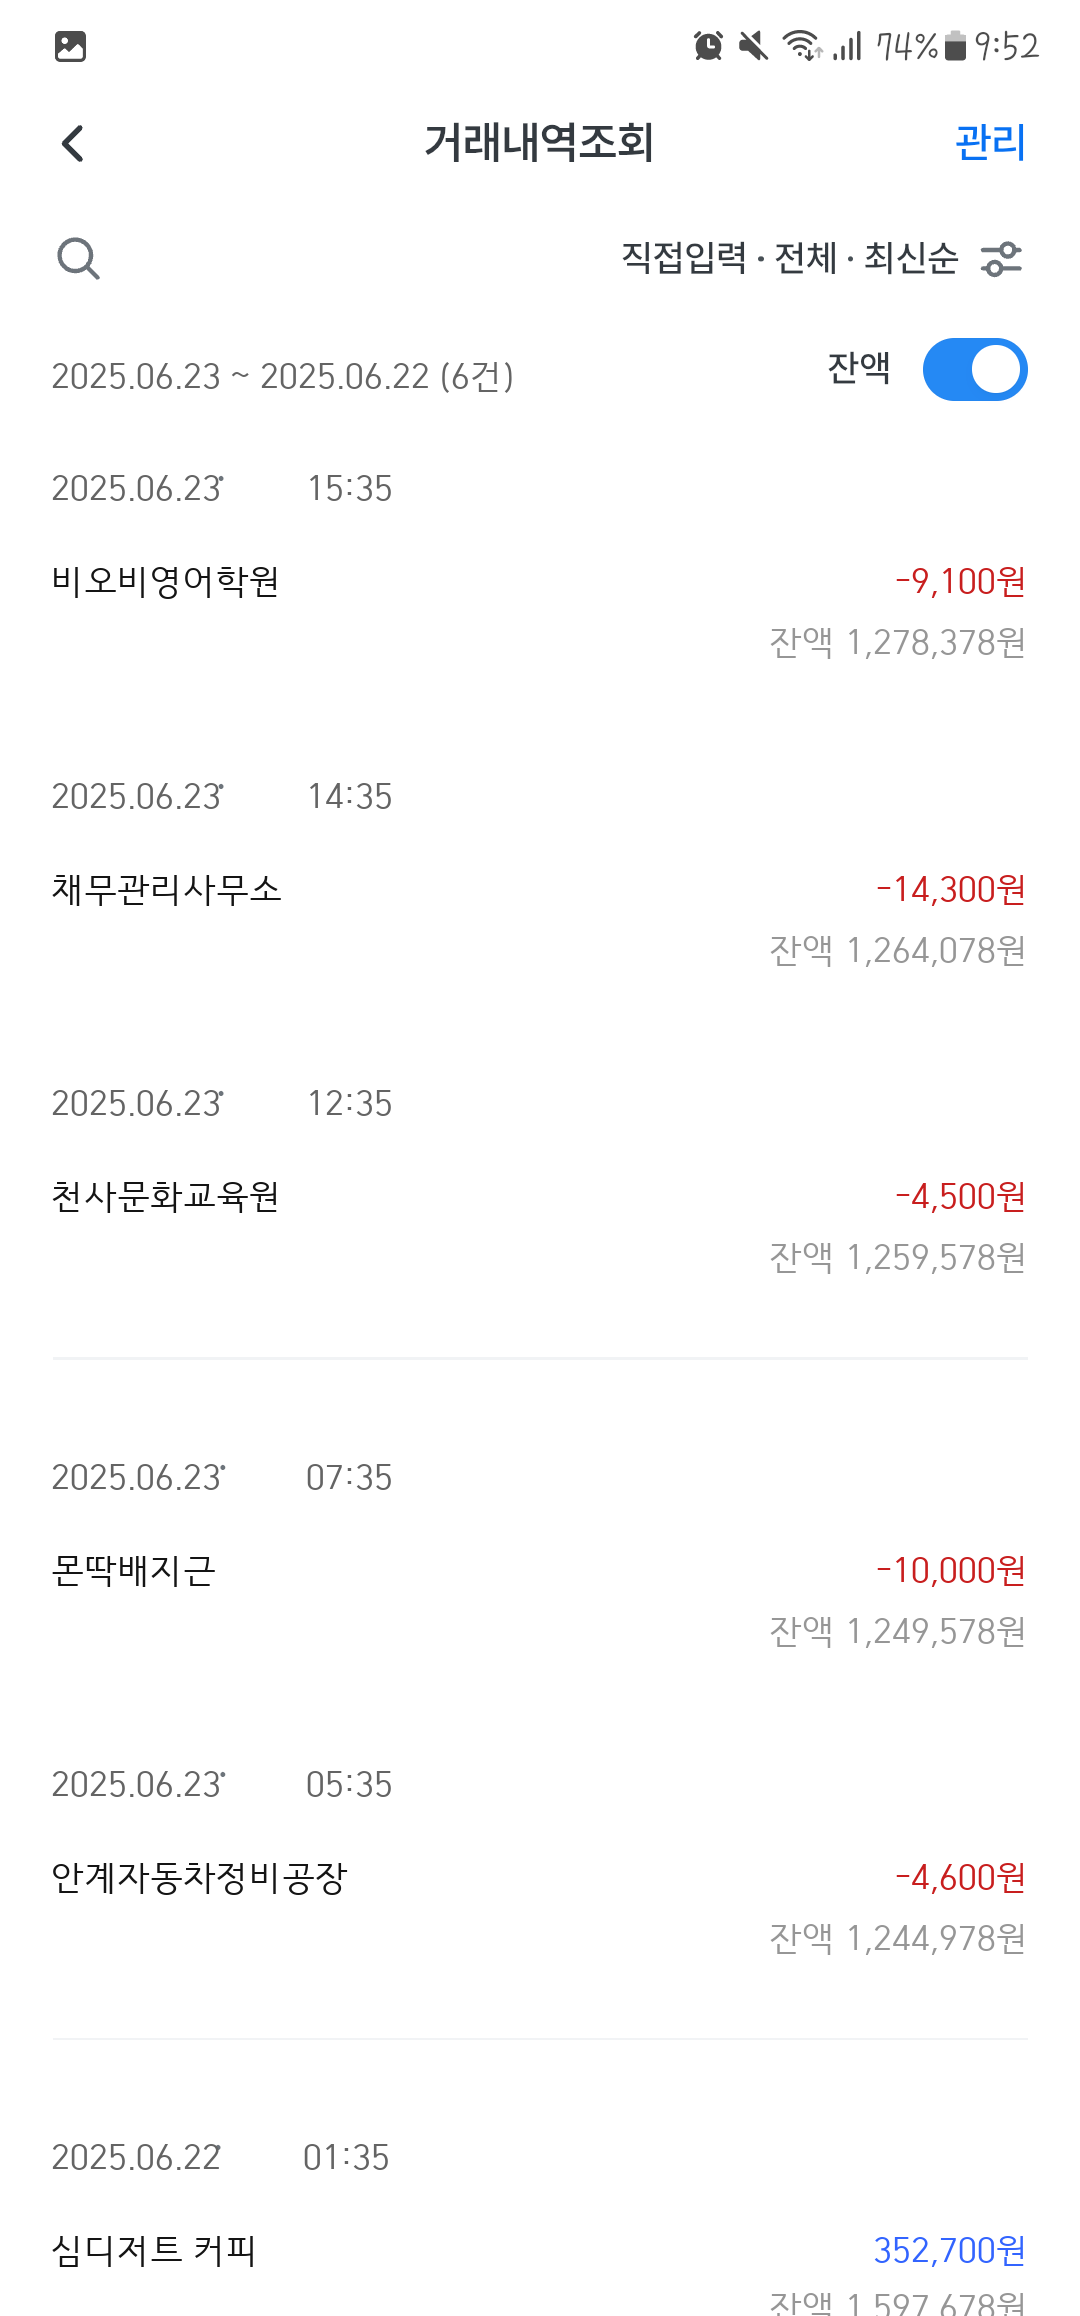 74% 9:52
거래내역조회 관리
직접입력 · 전체 · 최신순
2025.06.23 ~ 2025.06.22 (6건) 잔액
2025.06.23· 15:35
비오비영어학원 -9,100원
잔액 1,278,378원
2025.06.23· 14:35
채무관리사무소 -14,300원
잔액 1,264,078원
2025.06.23· 12:35
천사문화교육원 -4,500원
잔액 1,259,578원
2025.06.23· 07:35
몬딱배지근 -10,000원
잔액 1,249,578원
2025.06.23· 05:35
안계자동차정비공장 -4,600원
잔액 1,244,978원
2025.06.22· 01:35
심디저트 커피 352,700원
잔액 1,597,678원